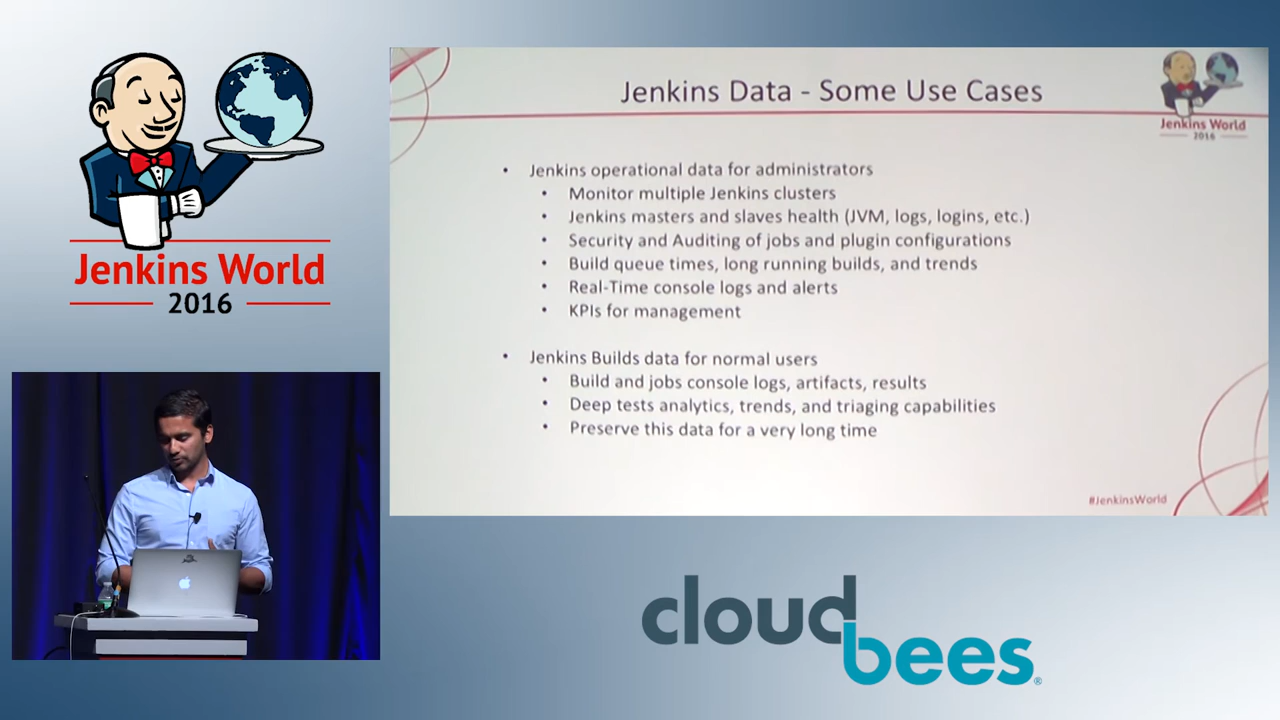 Jenkins World
2016
Jenkins Data - Some Use Cases
Jenkins World
2016
• Jenkins operational data for administrators
• Monitor multiple Jenkins clusters
• Jenkins masters and slaves health (JVM, logs, logins, etc.)
• Security and Auditing of jobs and plugin configurations
• Build queue times, long running builds, and trends
• Real-Time console logs and alerts
• KPIs for management
• Jenkins Builds data for normal users
• Build and jobs console logs, artifacts, results
• Deep tests analytics, trends, and triaging capabilities
• Preserve this data for a very long time
#JenkinsWorld
cloud
bees®